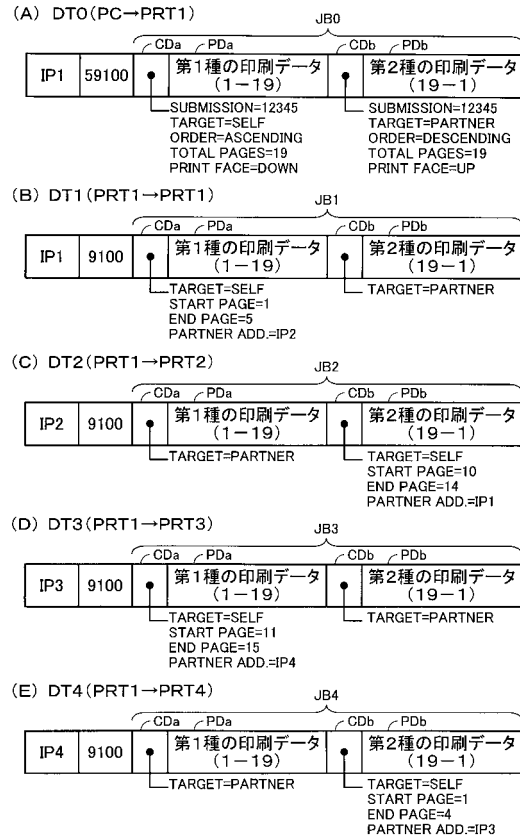 (A) DT0(PC→PRT1)
JB0
CDa PDa CDb PDb
IP1 59100 第1種の印刷データ 第2種の印刷データ
(1-19) (19-1)
SUBMISSION=12345 SUBMISSION=12345
TARGET=SELF TARGET=PARTNER
ORDER=ASCENDING ORDER=DESCENDING
TOTAL PAGES=19 TOTAL PAGES=19
PRINT FACE=DOWN PRINT FACE=UP
(B) DT1(PRT1→PRT1)
JB1
CDa PDa CDb PDb
IP1 9100 第1種の印刷データ 第2種の印刷データ
(1-19) (19-1)
TARGET=SELF TARGET=PARTNER
START PAGE=1
END PAGE=5
PARTNER ADD.=IP2
(C) DT2(PRT1→PRT2)
JB2
CDa PDa CDb PDb
IP2 9100 第1種の印刷データ 第2種の印刷データ
(1-19) (19-1)
TARGET=PARTNER TARGET=SELF
START PAGE=10
END PAGE=14
PARTNER ADD.=IP1
(D) DT3(PRT1→PRT3)
JB3
CDa PDa CDb PDb
IP3 9100 第1種の印刷データ 第2種の印刷データ
(1-19) (19-1)
TARGET=SELF TARGET=PARTNER
START PAGE=11
END PAGE=15
PARTNER ADD.=IP4
(E) DT4(PRT1→PRT4)
JB4
CDa PDa CDb PDb
IP4 9100 第1種の印刷データ 第2種の印刷データ
(1-19) (19-1)
TARGET=PARTNER TARGET=SELF
START PAGE=1
END PAGE=4
PARTNER ADD.=IP3